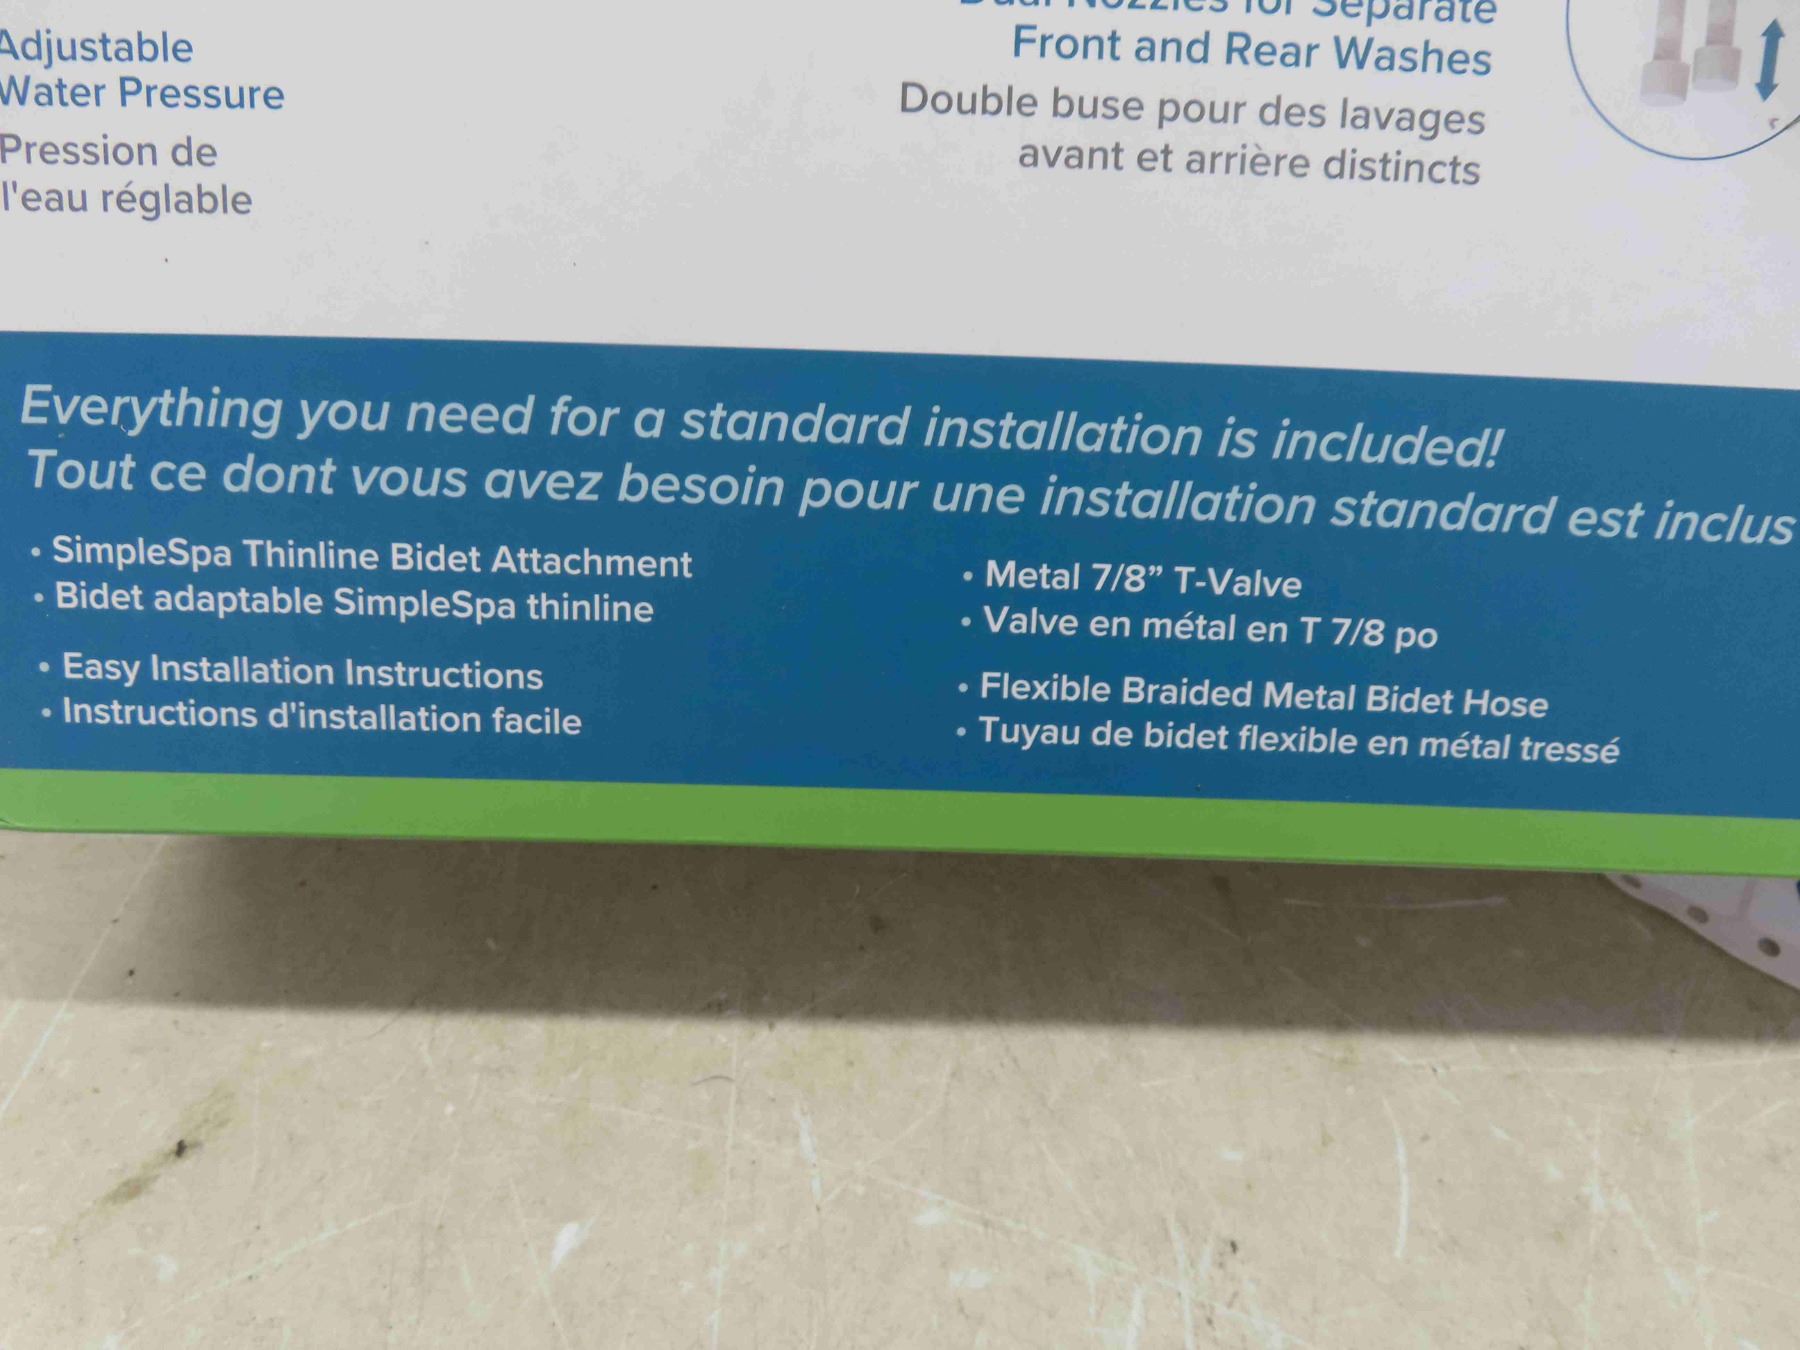 Adjustable
Water Pressure
Pression de
l'eau réglable
Dual Nozzles for Separate
Front and Rear Washes
Double buse pour des lavages
avant et arrière distincts
Everything you need for a standard installation is included!
Tout ce dont vous avez besoin pour une installation standard est inclus
• SimpleSpa Thinline Bidet Attachment
• Bidet adaptable SimpleSpa thinline
• Easy Installation Instructions
• Instructions d'installation facile
• Metal 7/8” T-Valve
• Valve en métal en T 7/8 po
• Flexible Braided Metal Bidet Hose
• Tuyau de bidet flexible en métal tressé